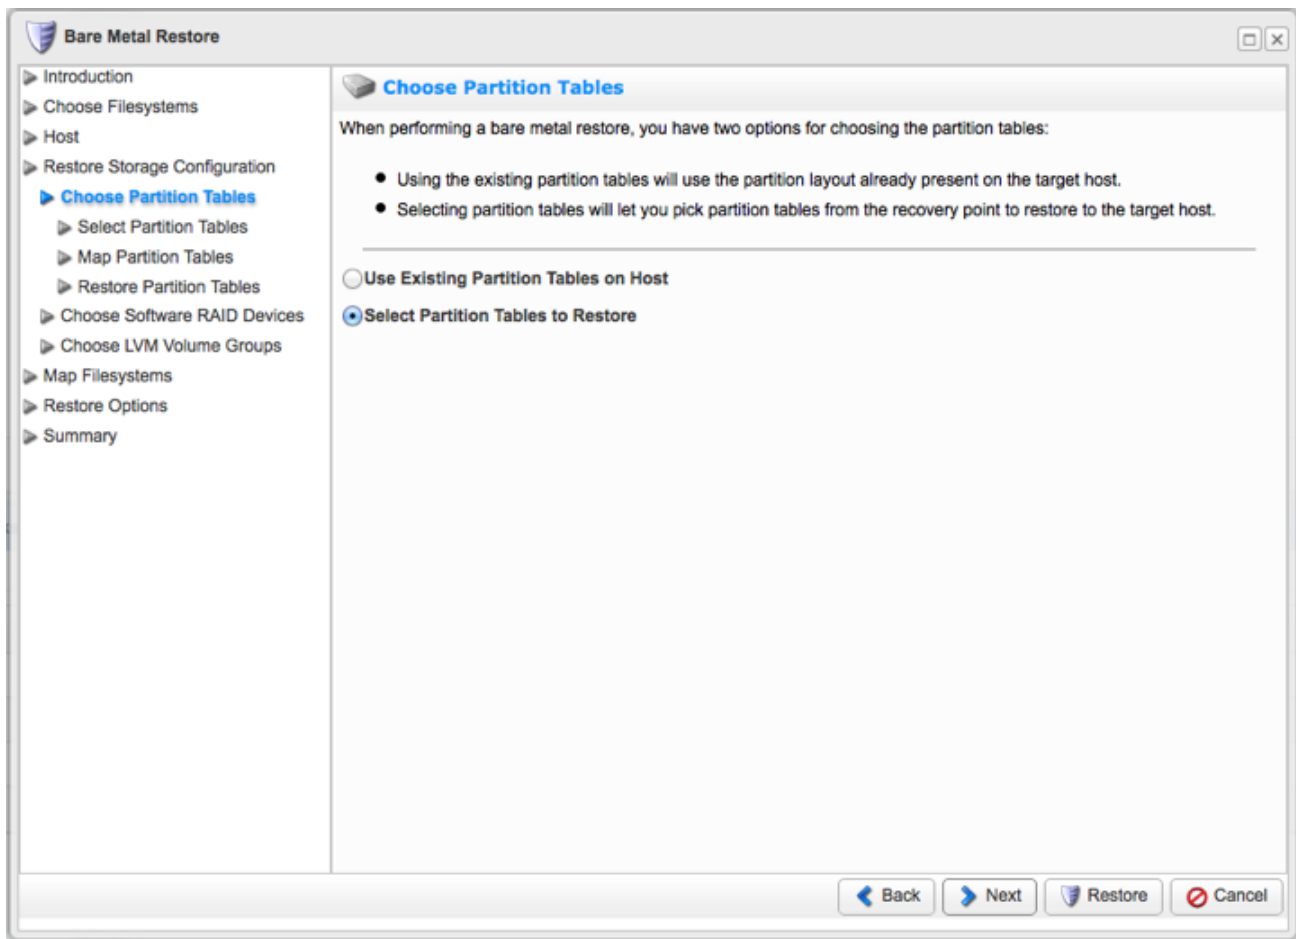 Bare Metal Restore
Introduction
Choose Filesystems
Host
Restore Storage Configuration
Choose Partition Tables
Select Partition Tables
Map Partition Tables
Restore Partition Tables
Choose Software RAID Devices
Choose LVM Volume Groups
Map Filesystems
Restore Options
Summary
Choose Partition Tables
When performing a bare metal restore, you have two options for choosing the partition tables:
Using the existing partition tables will use the partition layout already present on the target host.
Selecting partition tables will let you pick partition tables from the recovery point to restore to the target host.
Use Existing Partition Tables on Host
Select Partition Tables to Restore
Back
Next
Restore
Cancel